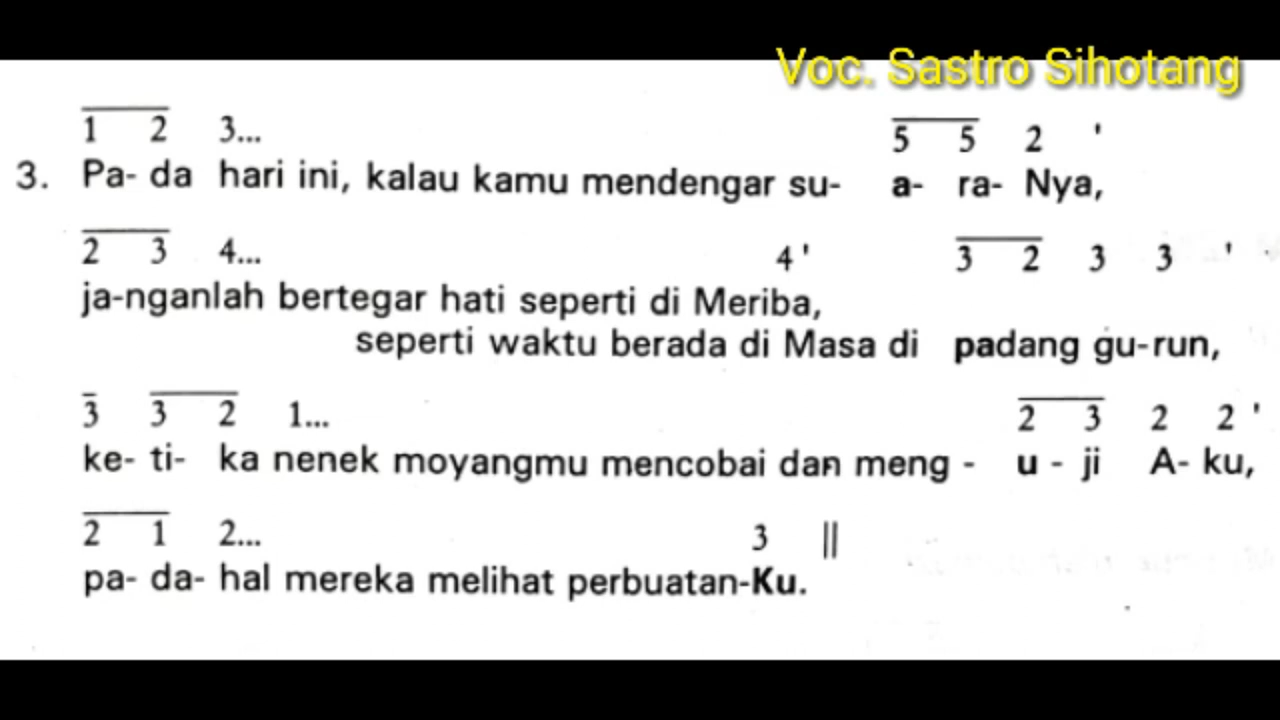 Voc. Sastro Sihotang
1 2 3... 5 5 2 '
3. Pa- da hari ini, kalau kamu mendengar su- a- ra- Nya,
2 3 4... 4 ' 3 2 3 3 '
ja-nganlah bertegar hati seperti di Meriba,
seperti waktu berada di Masa di padang gu-run,
3 3 2 1... 2 3 2 2 '
ke- ti- ka nenek moyangmu mencobai dan meng - u - ji A- ku,
2 1 2... 3 ||
pa- da- hal mereka melihat perbuatan-Ku.